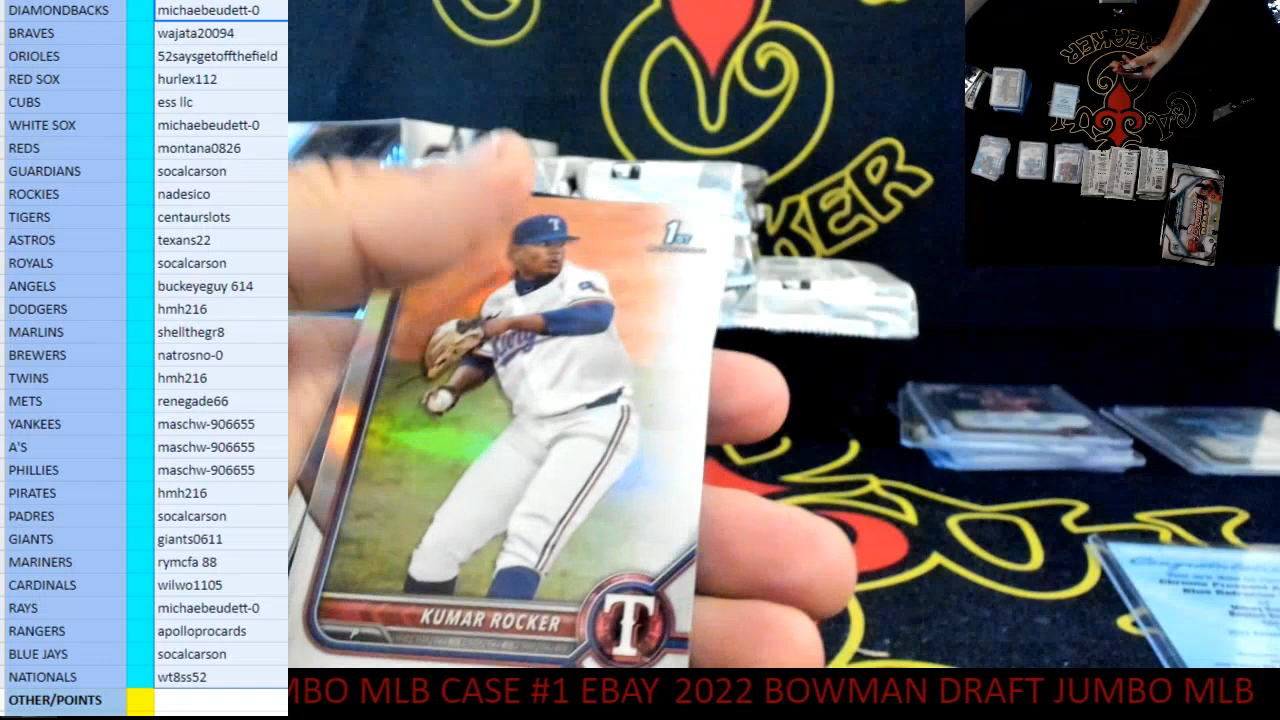 DIAMONDBACKS michaebeudett-0
BRAVES wajata20094
ORIOLES 52saysgetoffthefield
RED SOX hurlex112
CUBS ess llc
WHITE SOX michaebeudett-0
REDS montana0826
GUARDIANS socalcarson
ROCKIES nadesico
TIGERS centaurslots
ASTROS texans22
ROYALS socalcarson
ANGELS buckeyeguy 614
DODGERS hmh216
MARLINS shellthegr8
BREWERS natrosno-0
TWINS hmh216
METS renegade66
YANKEES maschw-906655
A'S maschw-906655
PHILLIES maschw-906655
PIRATES hmh216
PADRES socalcarson
GIANTS giants0611
MARINERS rymcfa 88
CARDINALS wilwo1105
RAYS michaebeudett-0
RANGERS apolloprocards
BLUE JAYS socalcarson
NATIONALS wt8ss52
OTHER/POINTS
KER
1ST
T
KUMAR ROCKER
P
T
MBO MLB CASE #1 EBAY 2022 BOWMAN DRAFT JUMBO MLB